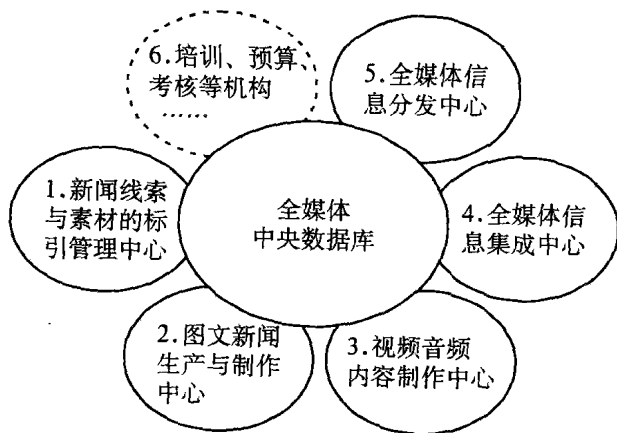 6.培训、预算、
考核等机构
……
5.全媒体信
息分发中心
1.新闻线索
与素材的标
引管理中心
全媒体
中央数据库
4.全媒体信
息集成中心
2.图文新闻
生产与制作
中心
3.视频音频
内容制作中心